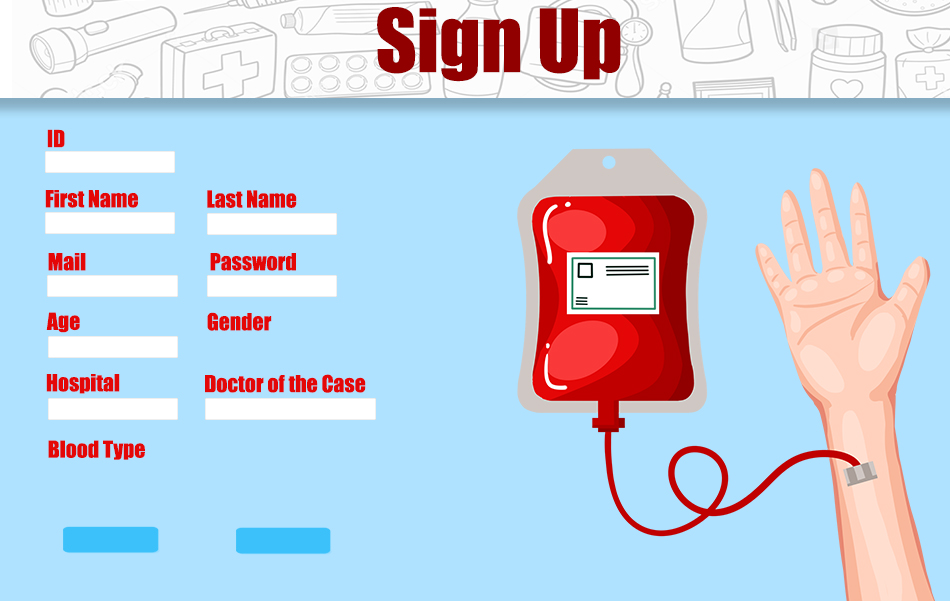 Sign Up
ID
First Name Last Name
Mail Password
Age Gender
Hospital Doctor of the Case
Blood Type